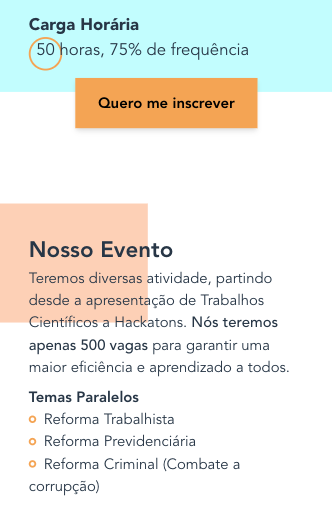 Carga Horária
50 horas, 75% de frequência
Quero me inscrever
Nosso Evento
Teremos diversas atividade, partindo
desde a apresentação de Trabalhos
Científicos a Hackatons. Nós teremos
apenas 500 vagas para garantir uma
maior eficiência e aprendizado a todos.
Temas Paralelos
Reforma Trabalhista
Reforma Previdenciária
Reforma Criminal (Combate a
corrupção)